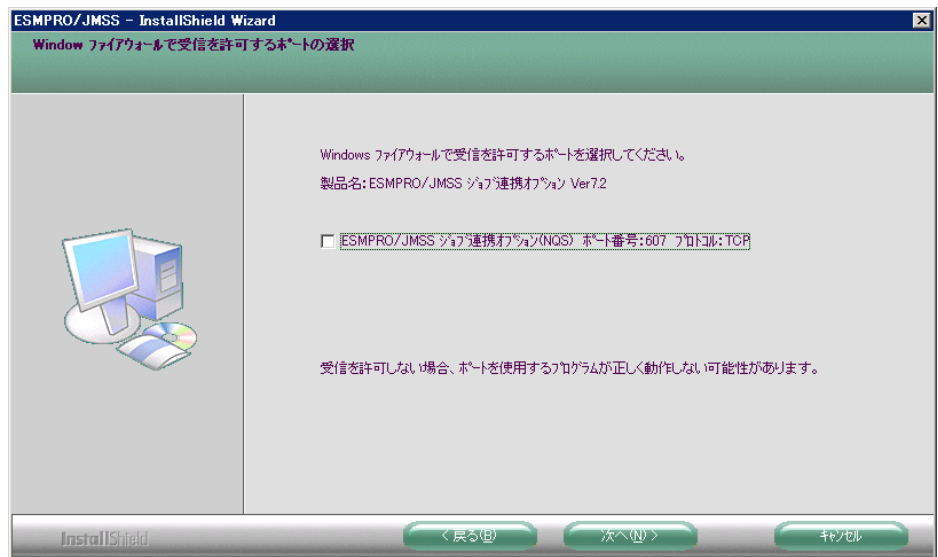 ESMPRO/JMSS - InstallShield Wizard
Window ファイアウォールで受信を許可するポートの選択
Windows ファイアウォールで受信を許可するポートを選択してください。
製品名:ESMPRO/JMSS ジョブ連携オプション Ver7.2
ESMPRO/JMSS ジョブ連携オプション(NQS) ポート番号:607 プロトコル:TCP
受信を許可しない場合、ポートを使用するプログラムが正しく動作しない可能性があります。
InstallShield
< 戻る(B)
次へ(N) >
キャンセル